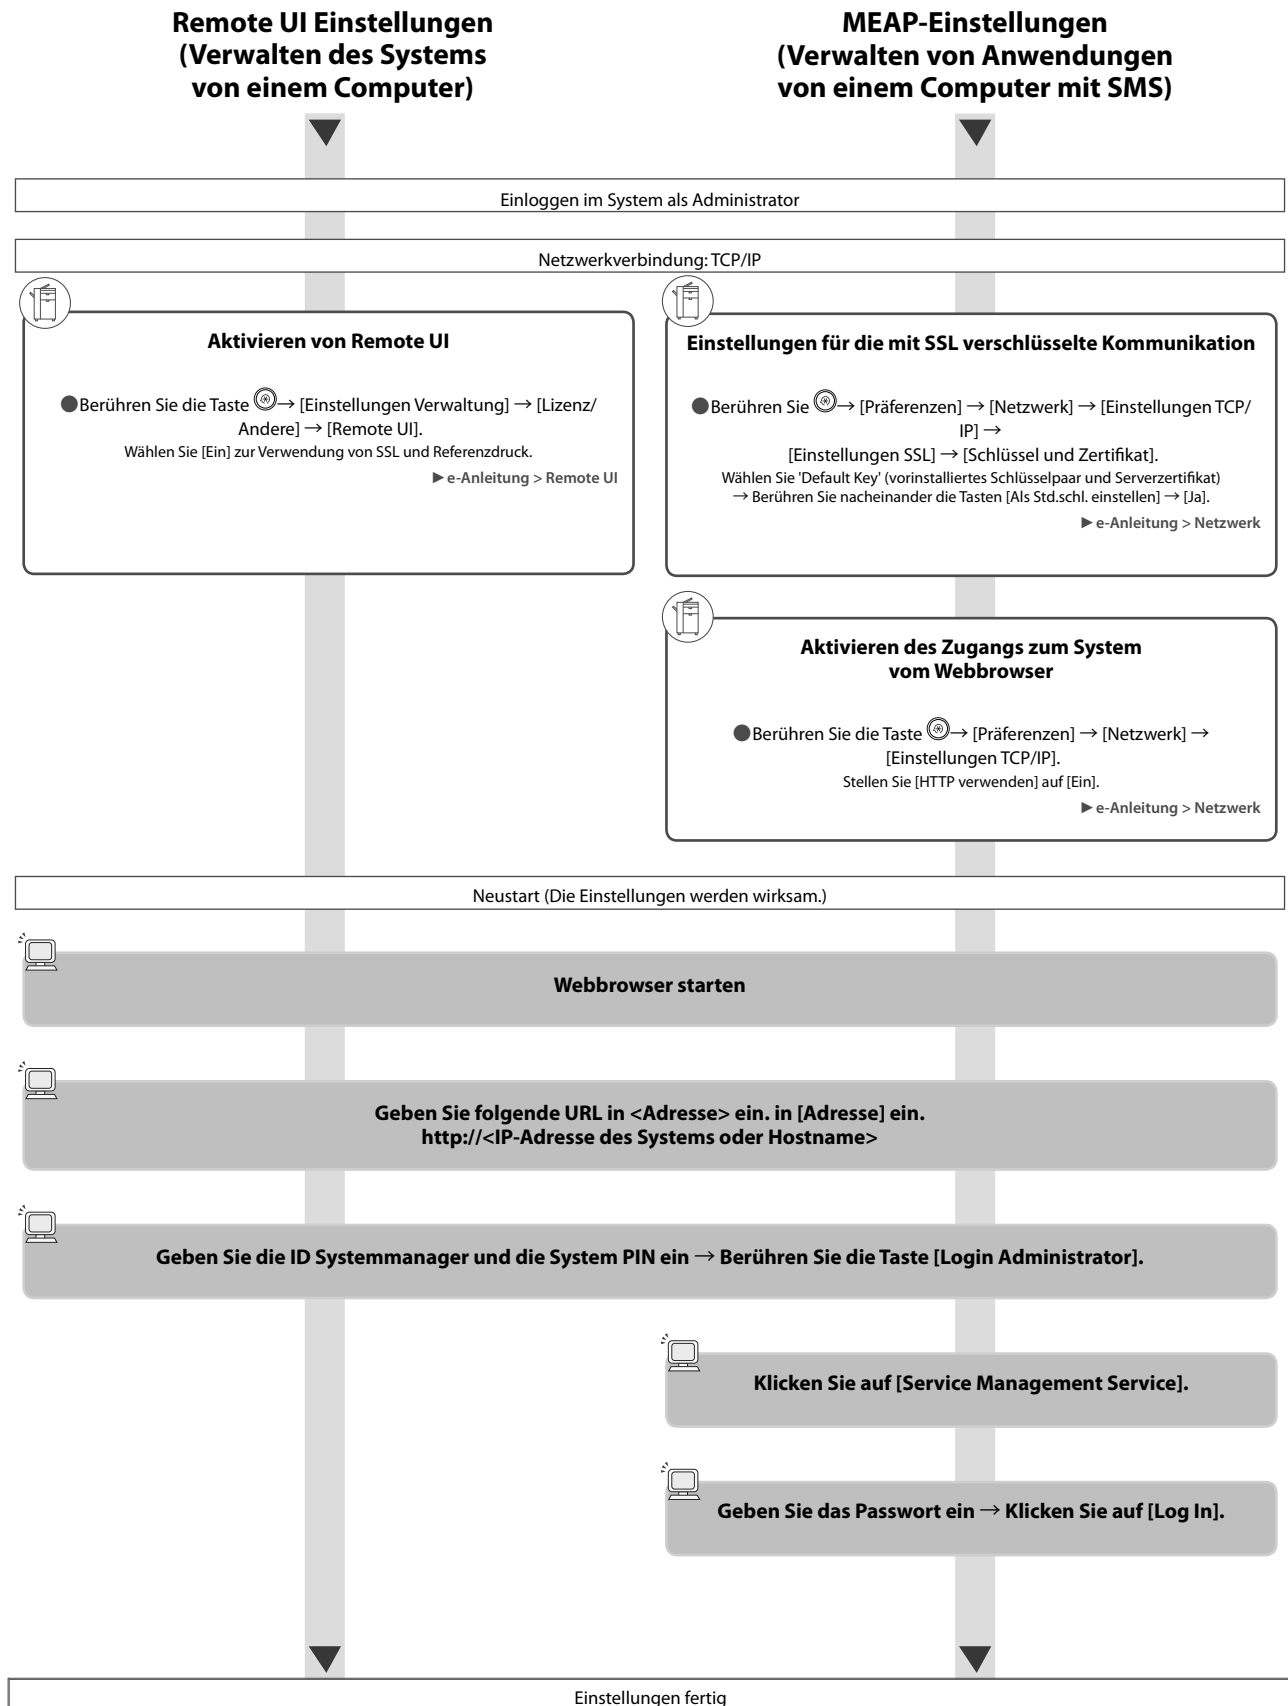 Remote UI Einstellungen
(Verwalten des Systems
von einem Computer)
MEAP-Einstellungen
(Verwalten von Anwendungen
von einem Computer mit SMS)
Einloggen im System als Administrator
Netzwerkverbindung: TCP/IP
Aktivieren von Remote UI
●Berühren Sie die Taste → [Einstellungen Verwaltung] → [Lizenz/
Andere] → [Remote UI].
Wählen Sie [Ein] zur Verwendung von SSL und Referenzdruck.
►e-Anleitung > Remote UI
Einstellungen für die mit SSL verschlüsselte Kommunikation
●Berühren Sie → [Präferenzen] → [Netzwerk] → [Einstellungen TCP/
IP] →
[Einstellungen SSL] → [Schlüssel und Zertifikat].
Wählen Sie 'Default Key' (vorinstalliertes Schlüsselpaar und Serverzertifikat)
→ Berühren Sie nacheinander die Tasten [Als Std.schl. einstellen] → [Ja].
►e-Anleitung > Netzwerk
Aktivieren des Zugangs zum System
vom Webbrowser
●Berühren Sie die Taste → [Präferenzen] → [Netzwerk] →
[Einstellungen TCP/IP].
Stellen Sie [HTTP verwenden] auf [Ein].
►e-Anleitung > Netzwerk
Neustart (Die Einstellungen werden wirksam.)
Webbrowser starten
Geben Sie folgende URL in <Adresse> ein. in [Adresse] ein.
http://<IP-Adresse des Systems oder Hostname>
Geben Sie die ID Systemmanager und die System PIN ein → Berühren Sie die Taste [Login Administrator].
Klicken Sie auf [Service Management Service].
Geben Sie das Passwort ein → Klicken Sie auf [Log In].
Einstellungen fertig